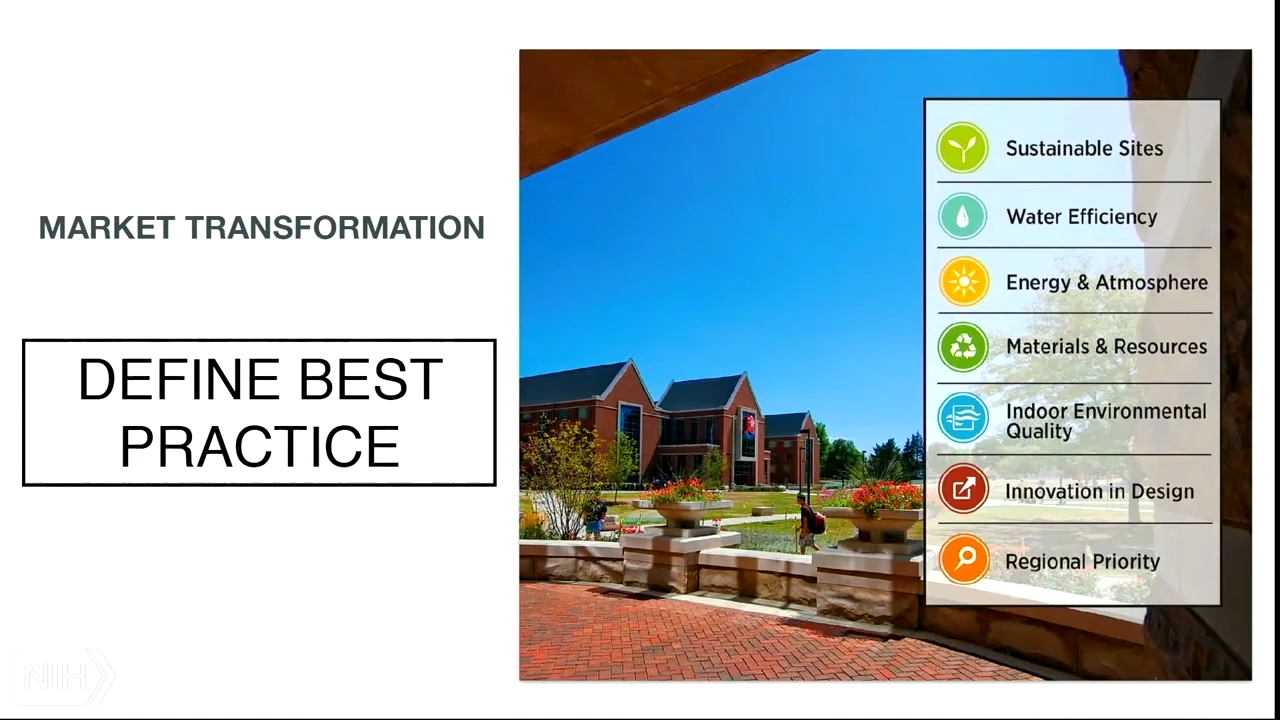 MARKET TRANSFORMATION
DEFINE BEST
PRACTICE
Sustainable Sites
Water Efficiency
Energy & Atmosphere
Materials & Resources
Indoor Environmental
Quality
Innovation in Design
Regional Priority
NIH